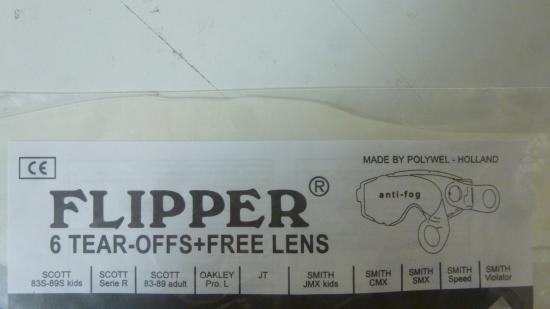 CE
MADE BY POLYWEL - HOLLAND
FLIPPER®
anti-fog
6 TEAR-OFFS+FREE LENS
SCOTT 83S-89S kids
SCOTT Serie R
SCOTT 83-89 adult
OAKLEY Pro. L
JT
SMITH JMX kids
SMITH CMX
SMITH SMX
SMITH Speed
SMITH Violator